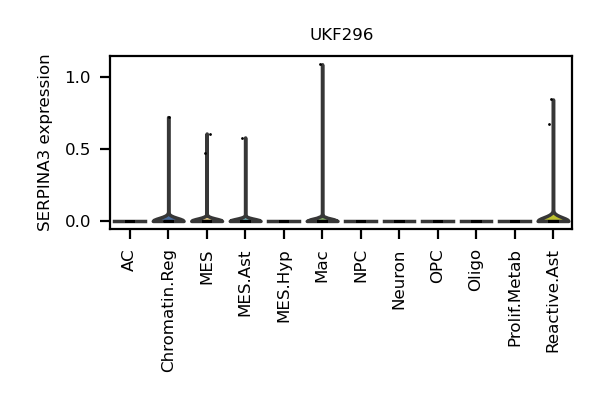 UKF296
SERPINA3 expression
1.0
0.5
0.0
AC
Chromatin.Reg
MES
MES.Ast
MES.Hyp
Mac
NPC
Neuron
OPC
Oligo
Prolif.Metab
Reactive.Ast